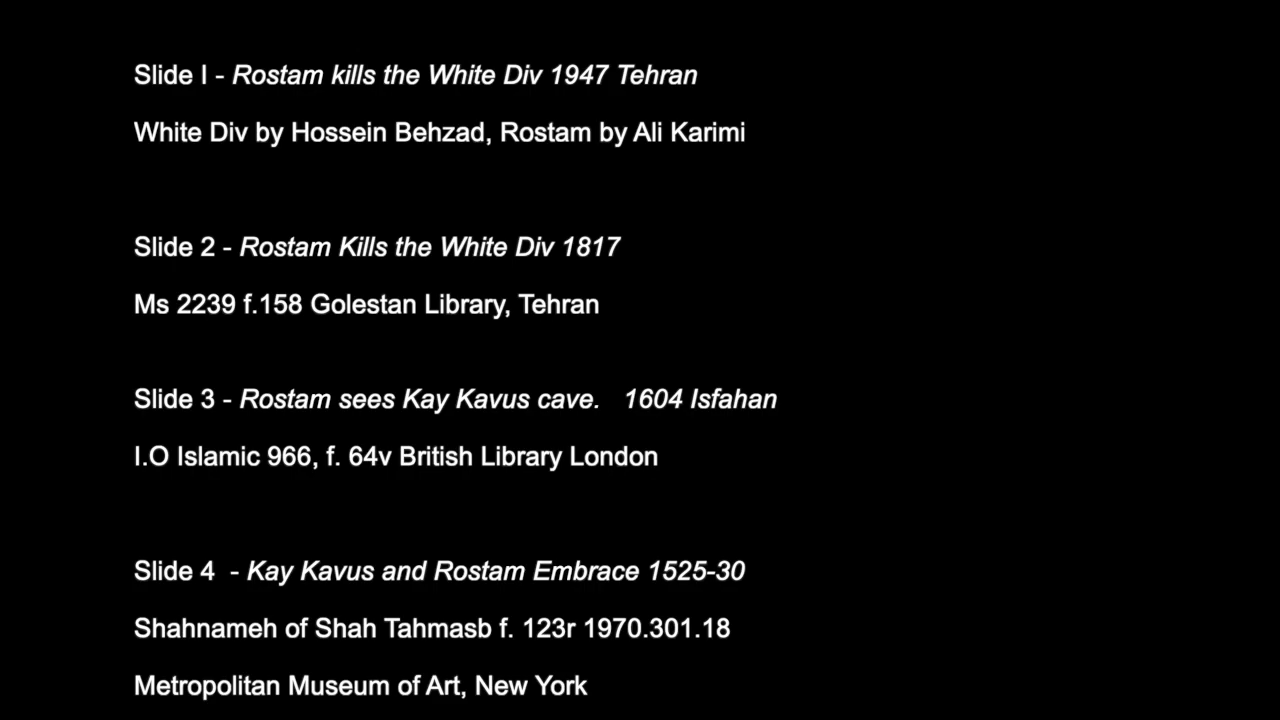 Slide I - Rostam kills the White Div 1947 Tehran
White Div by Hossein Behzad, Rostam by Ali Karimi
Slide 2 - Rostam Kills the White Div 1817
Ms 2239 f.158 Golestan Library, Tehran
Slide 3 - Rostam sees Kay Kavus cave.   1604 Isfahan
I.O Islamic 966, f. 64v British Library London
Slide 4  - Kay Kavus and Rostam Embrace 1525-30
Shahnameh of Shah Tahmasb f. 123r 1970.301.18
Metropolitan Museum of Art, New York